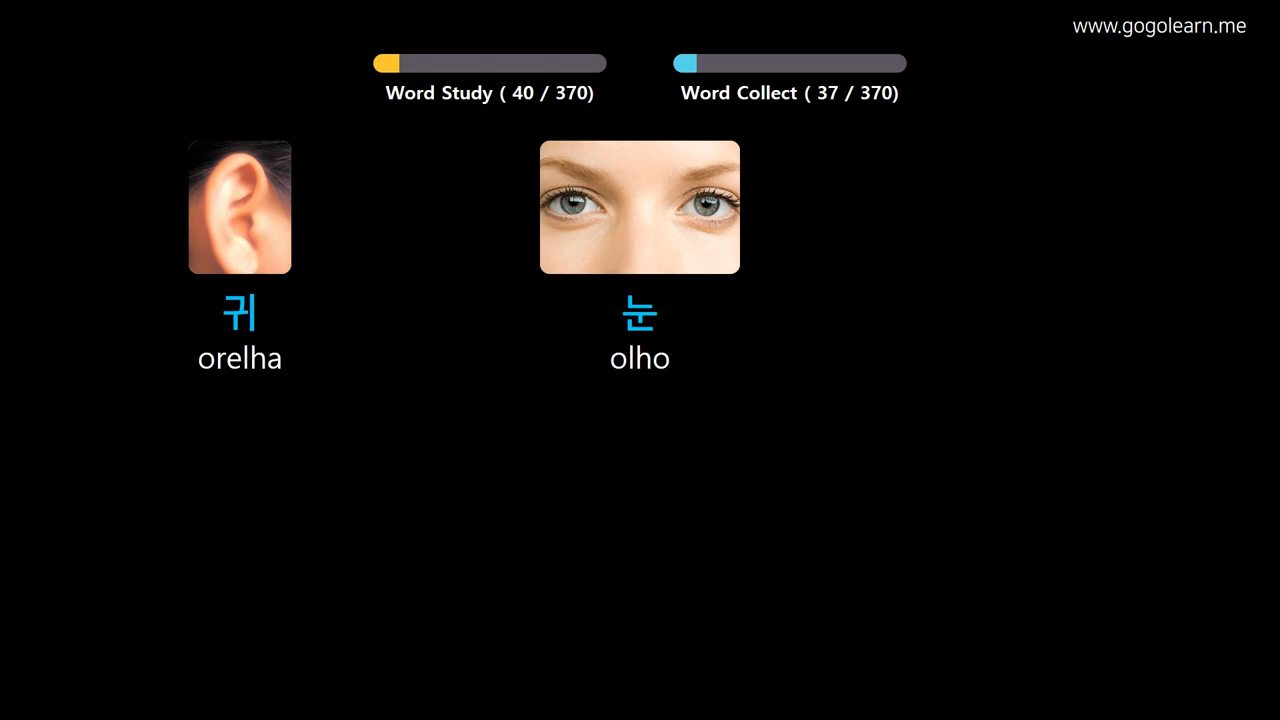 www.gogolearn.me
Word Study ( 40 / 370)
Word Collect ( 37 / 370)
귀
orelha
눈
olho